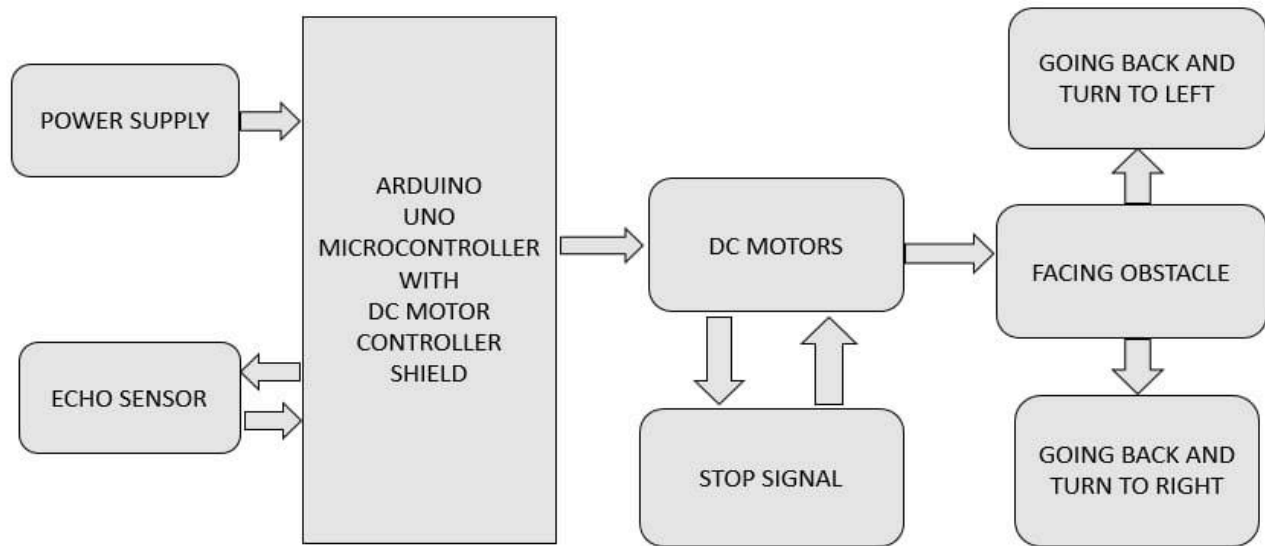 POWER SUPPLY
ECHO SENSOR
ARDUINO
UNO
MICROCONTROLLER
WITH
DC MOTOR
CONTROLLER
SHIELD
DC MOTORS
STOP SIGNAL
GOING BACK AND
TURN TO LEFT
FACING OBSTACLE
GOING BACK AND
TURN TO RIGHT